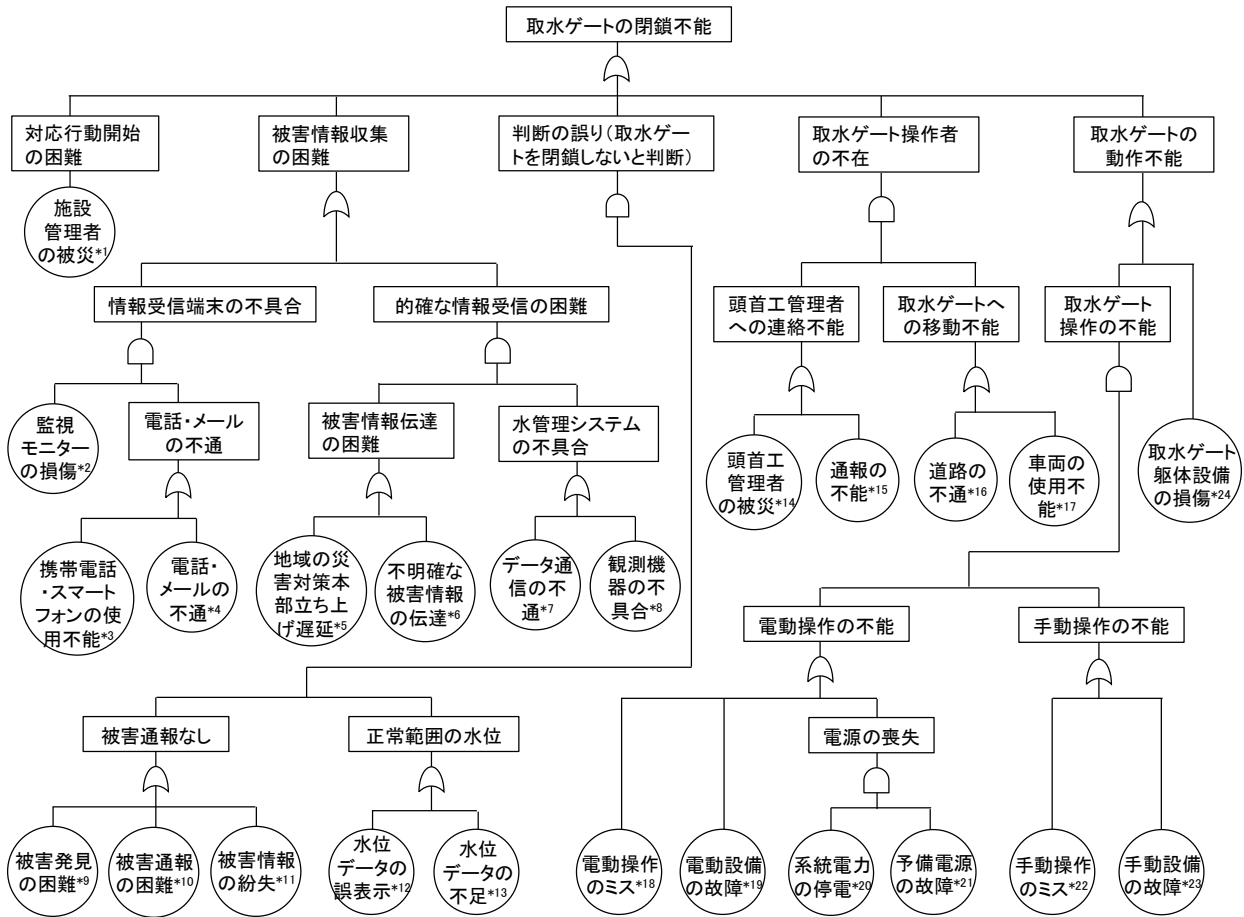 取水ゲートの閉鎖不能
対応行動開始
の困難
被害情報収集
の困難
判断の誤り(取水ゲー
トを閉鎖しないと判断)
取水ゲート操作者
の不在
取水ゲートの
動作不能
施設
管理者
の被災*1
情報受信端末の不具合
的確な情報受信の困難
頭首工管理者
への連絡不能
取水ゲートへ
の移動不能
取水ゲート
操作の不能
監視
モニター
の損傷*2
電話・メール
の不通
被害情報伝達
の困難
水管理システム
の不具合
頭首工
管理者
の被災*14
通報の
不能*15
道路の
不通*16
車両の
使用不
能*17
取水ゲート
躯体設備
の損傷*24
携帯電話
・スマート
フォンの使
用不能*3
電話・
メールの
不通*4
地域の災
害対策本
部立ち上
げ遅延*5
不明確な
被害情報
の伝達*6
データ通
信の不
通*7
観測機
器の不
具合*8
電動操作の不能
手動操作の不能
被害通報なし
正常範囲の水位
電源の喪失
被害発見
の困難*9
被害通報
の困難*10
被害情報
の紛失*11
水位
データの
誤表示*12
水位
データの
不足*13
電動操作
のミス*18
電動設備
の故障*19
系統電力
の停電*20
予備電源
の故障*21
手動操作
のミス*22
手動設備
の故障*23